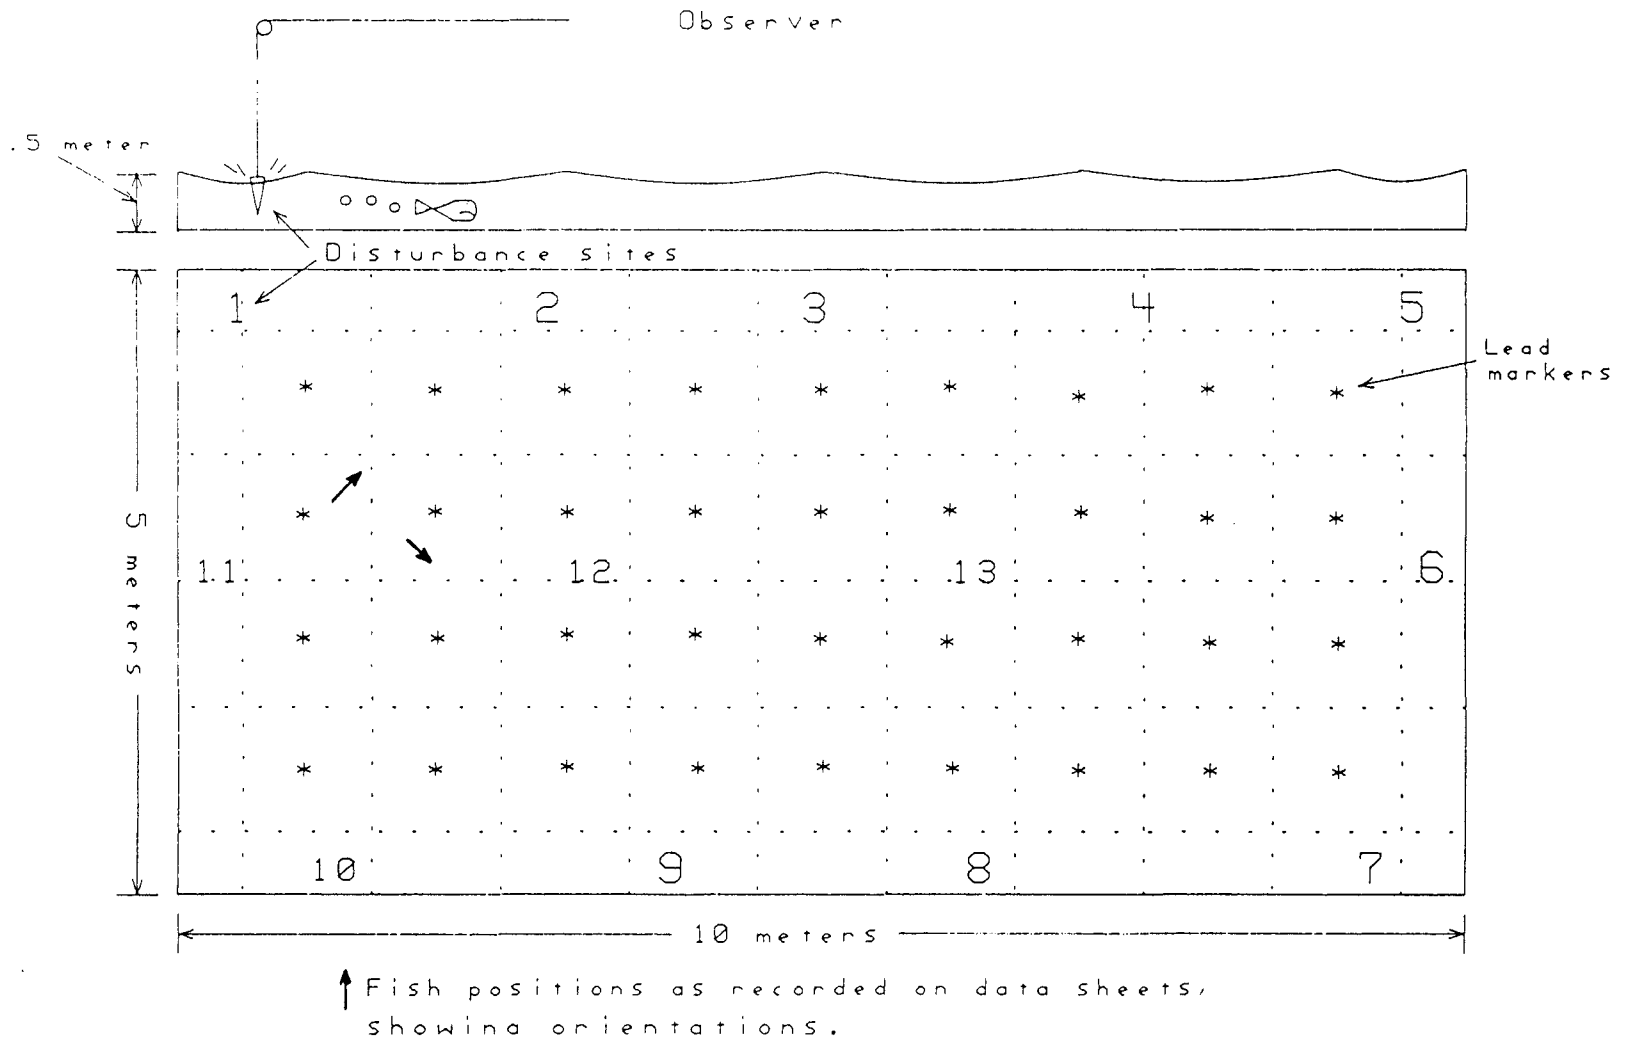 Observer
.5 meter
Disturbance sites
1 2 3 4 5
Lead
markers
5 meters
11 12 13 6
10 9 8 7
10 meters
Fish positions as recorded on data sheets,
showing orientations.